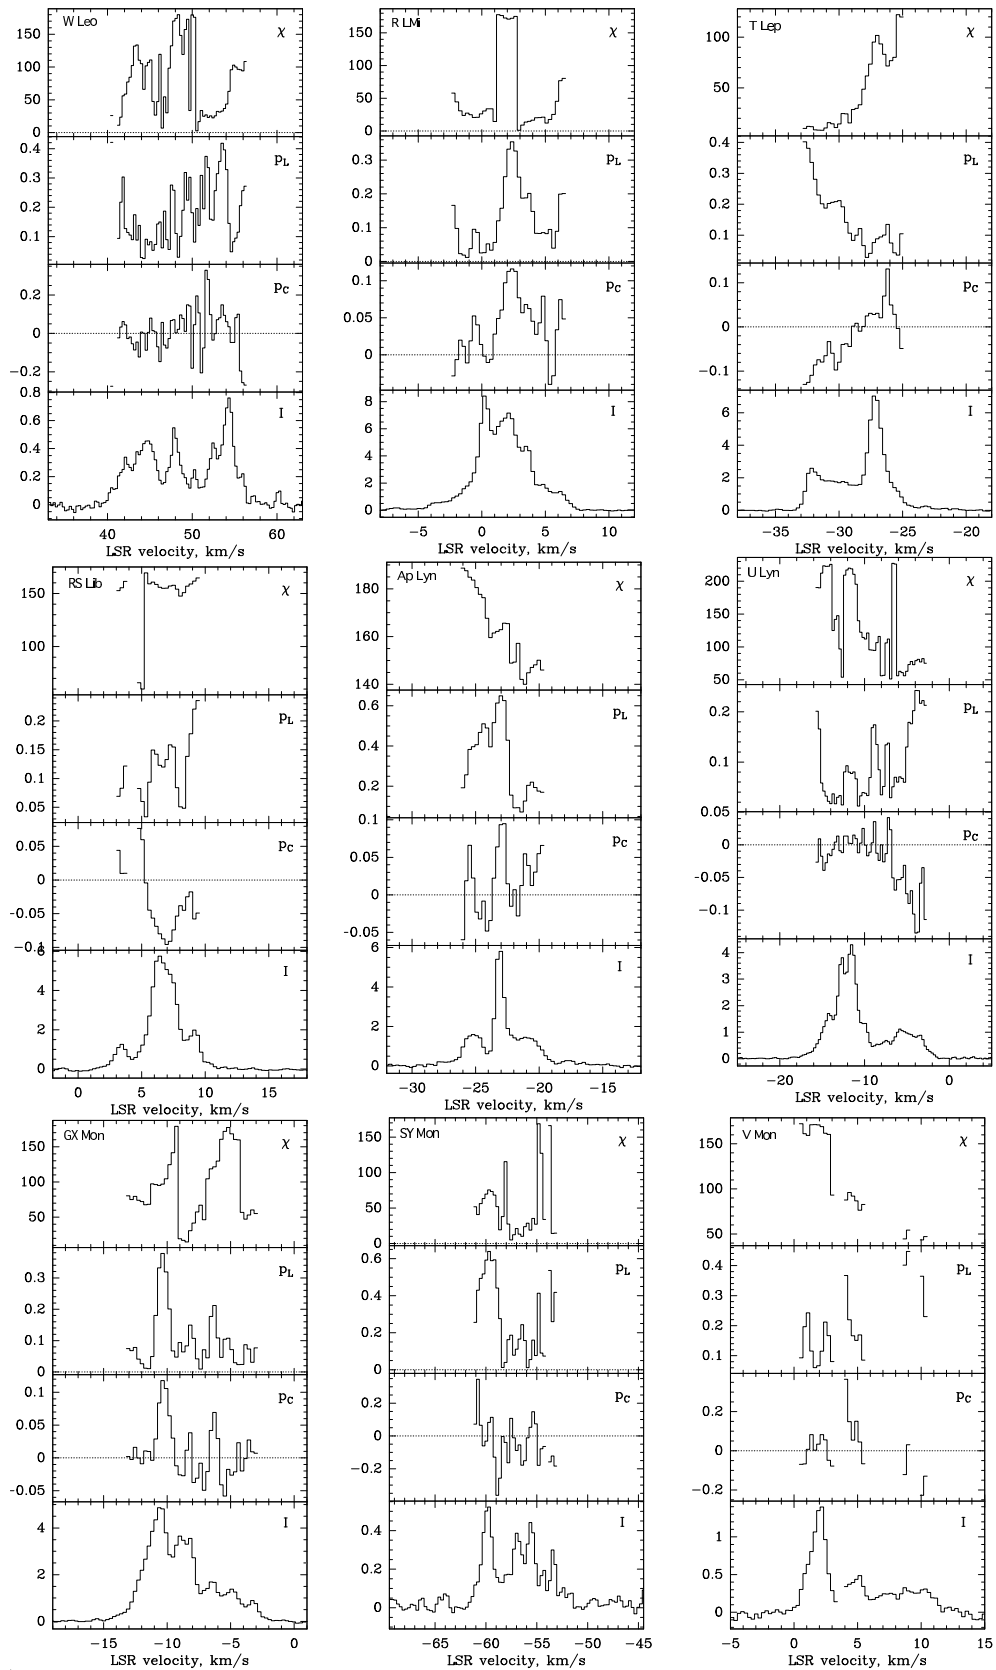 W Leo
χ
150
100
50
0
pL
0.4
0.3
0.2
0.1
pC
0.2
0
−0.2
I
0.8
0.6
0.4
0.2
0
40 50 60
LSR velocity, km/s
R LMi
χ
150
100
50
0
pL
0.3
0.2
0.1
0
pC
0.1
0.05
0
I
8
6
4
2
0
−5 0 5 10
LSR velocity, km/s
T Lep
χ
100
50
pL
0.4
0.3
0.2
0.1
pC
0.1
0
−0.1
I
6
4
2
0
−35 −30 −25 −20
LSR velocity, km/s
RS Lib
χ
150
100
pL
0.2
0.15
0.1
0.05
pC
0.05
0
-0.05
-0.1
I
6
4
2
0
0 5 10 15
LSR velocity, km/s
Ap Lyn
χ
180
160
140
pL
0.6
0.4
0.2
pC
0.1
0.05
0
-0.05
I
6
4
2
0
−30 −25 −20 −15
LSR velocity, km/s
U Lyn
χ
200
150
100
50
pL
0.2
0.1
0.05
pC
0
-0.05
-0.1
I
4
3
2
1
0
−20 −10 0
LSR velocity, km/s
GX Mon
χ
150
100
50
pL
0.3
0.2
0.1
0
pC
0.1
0.05
0
-0.05
I
4
2
0
−15 −10 −5 0
LSR velocity, km/s
SY Mon
χ
150
100
50
0
pL
0.6
0.4
0.2
0
pC
0.2
0
−0.2
I
0.4
0.2
0
−65 −60 −55 −50 −45
LSR velocity, km/s
V Mon
χ
150
100
50
pL
0.4
0.3
0.2
0.1
pC
0.2
0
−0.2
I
1
0.5
0
−5 0 5 10 15
LSR velocity, km/s